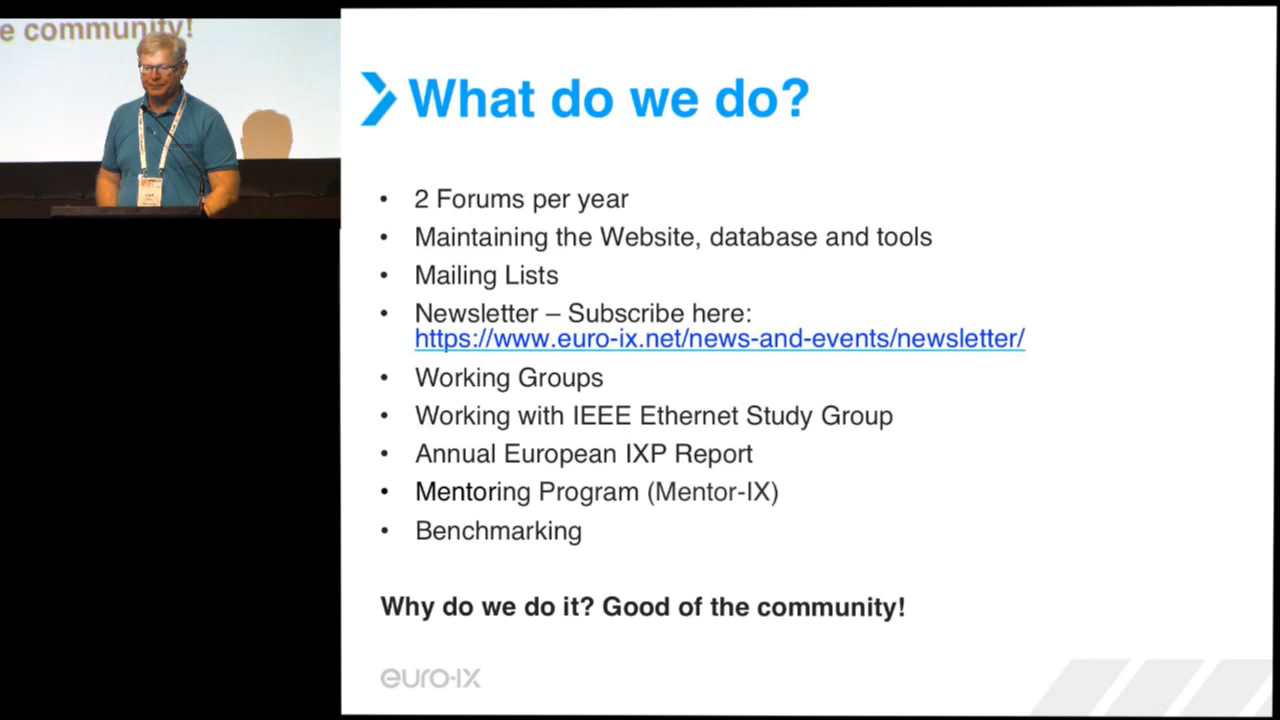 e community!
What do we do?
• 2 Forums per year
• Maintaining the Website, database and tools
• Mailing Lists
• Newsletter – Subscribe here:
https://www.euro-ix.net/news-and-events/newsletter/
• Working Groups
• Working with IEEE Ethernet Study Group
• Annual European IXP Report
• Mentoring Program (Mentor-IX)
• Benchmarking
Why do we do it? Good of the community!
euro-ix